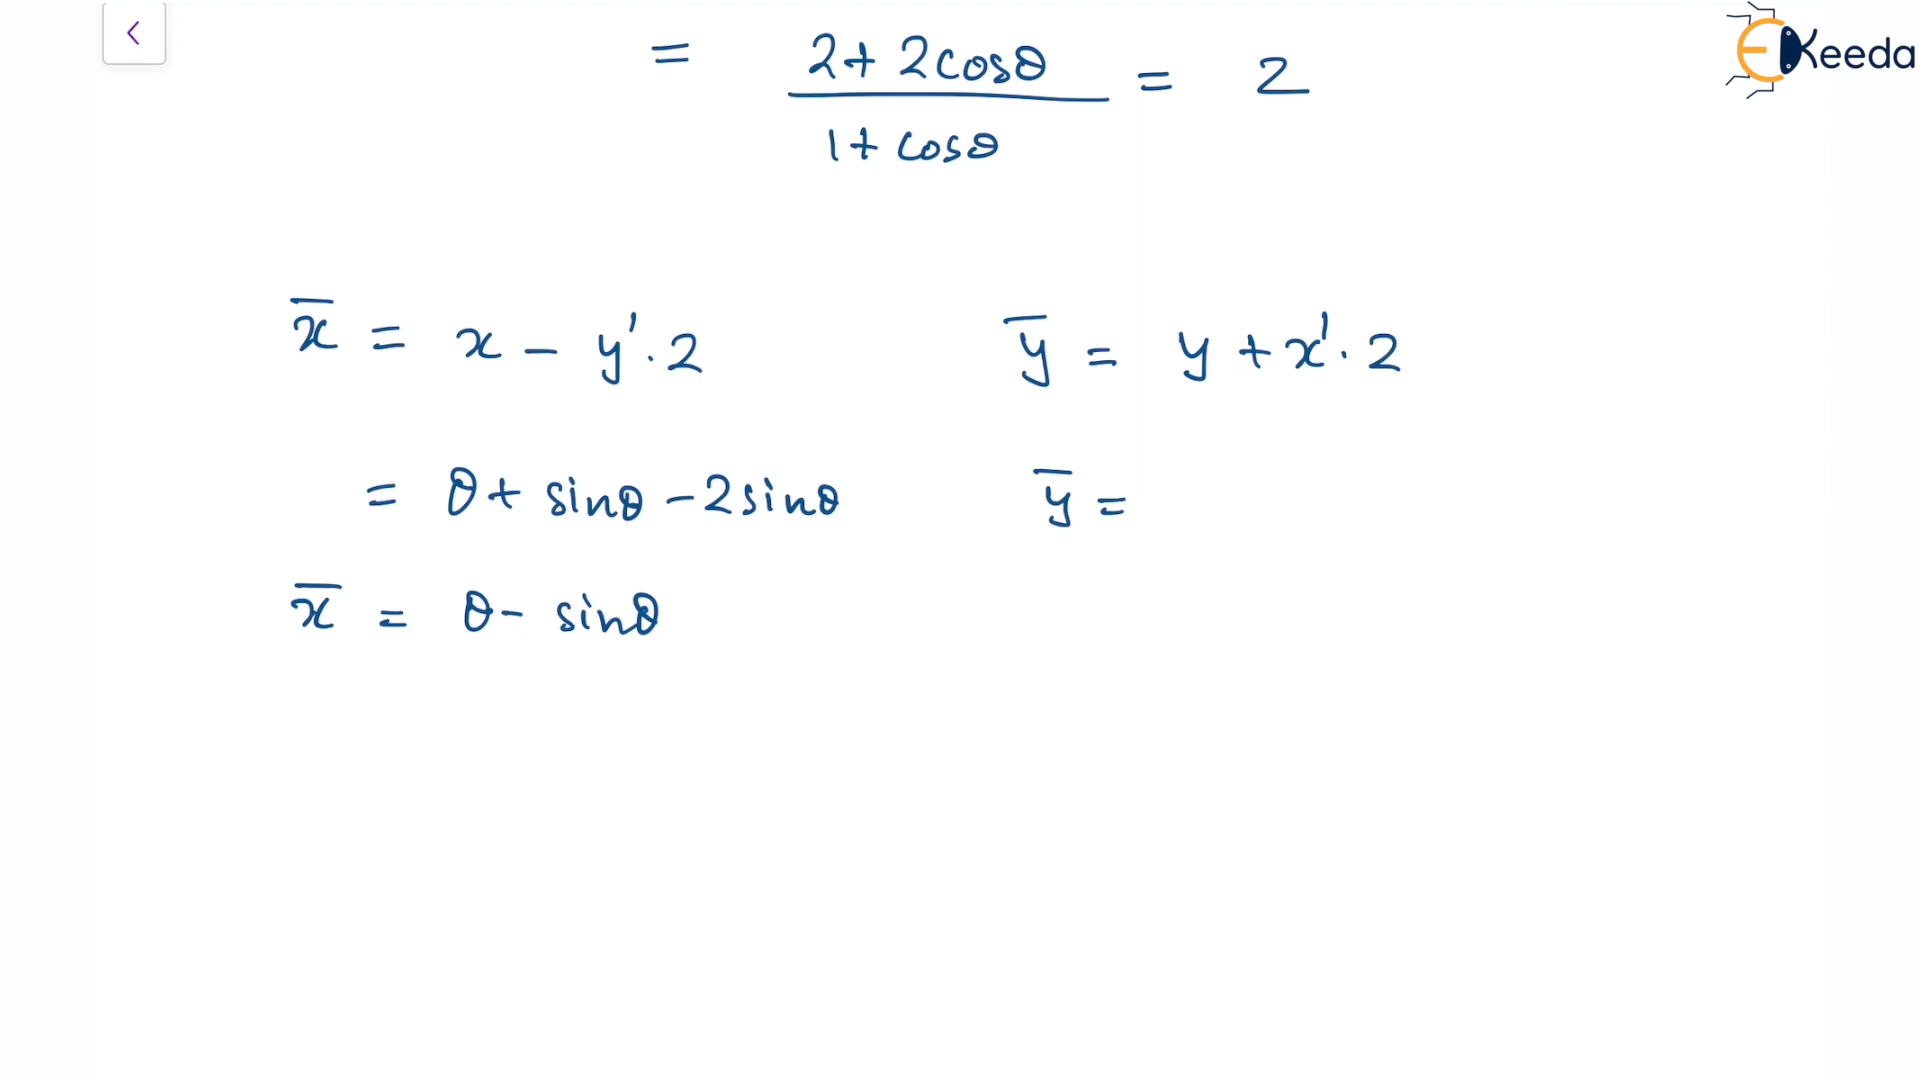 EKeeda
= (2 + 2cosθ)/(1 + cosθ) = 2
x̅ = x - y'.2
y̅ = y + x'.2
= θ + sinθ - 2sinθ
y̅ =
x̅ = θ - sinθ